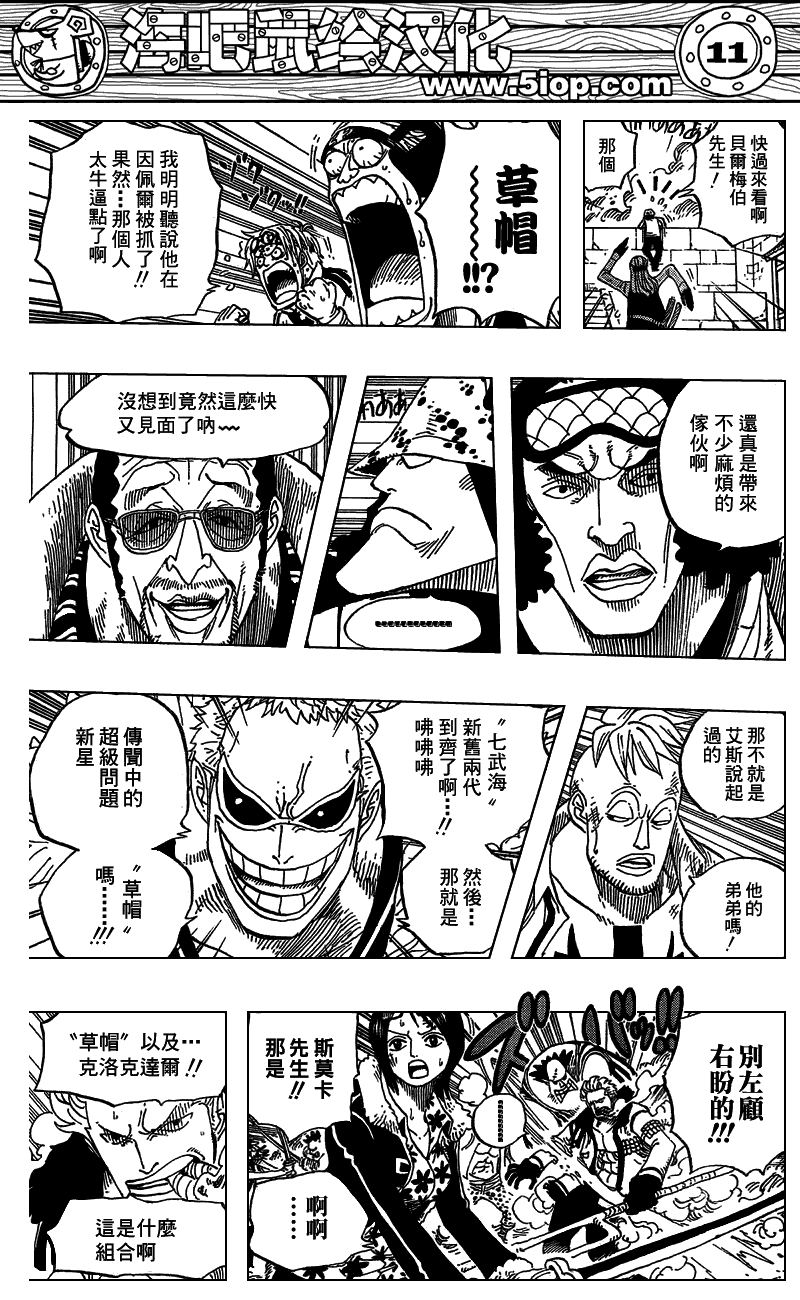 海賊航会汉化
www.5iop.com
11
快過來看啊
貝爾梅伯
先生!
那個
草帽
~~~!!?
我明明聽說他在
因佩爾被抓了!!
果然…那個人
太牛逼點了啊
還真是帶來
不少麻煩的
傢伙啊
…………
沒想到竟然這麼快
又見面了吶~~
那不就是
艾斯說起
過的
他的
弟弟嗎!
〝七武海〞
新舊兩代
到齊了啊…!!
咈咈咈
然後…
那就是
傳聞中的
超級問題
新星
〝草帽〞
嗎……!!!
別左顧
右盼的!!!
…………
斯莫卡
先生!!
那是
啊啊
……
〝草帽〞以及…
克洛克達爾!!
這是什麼
組合啊